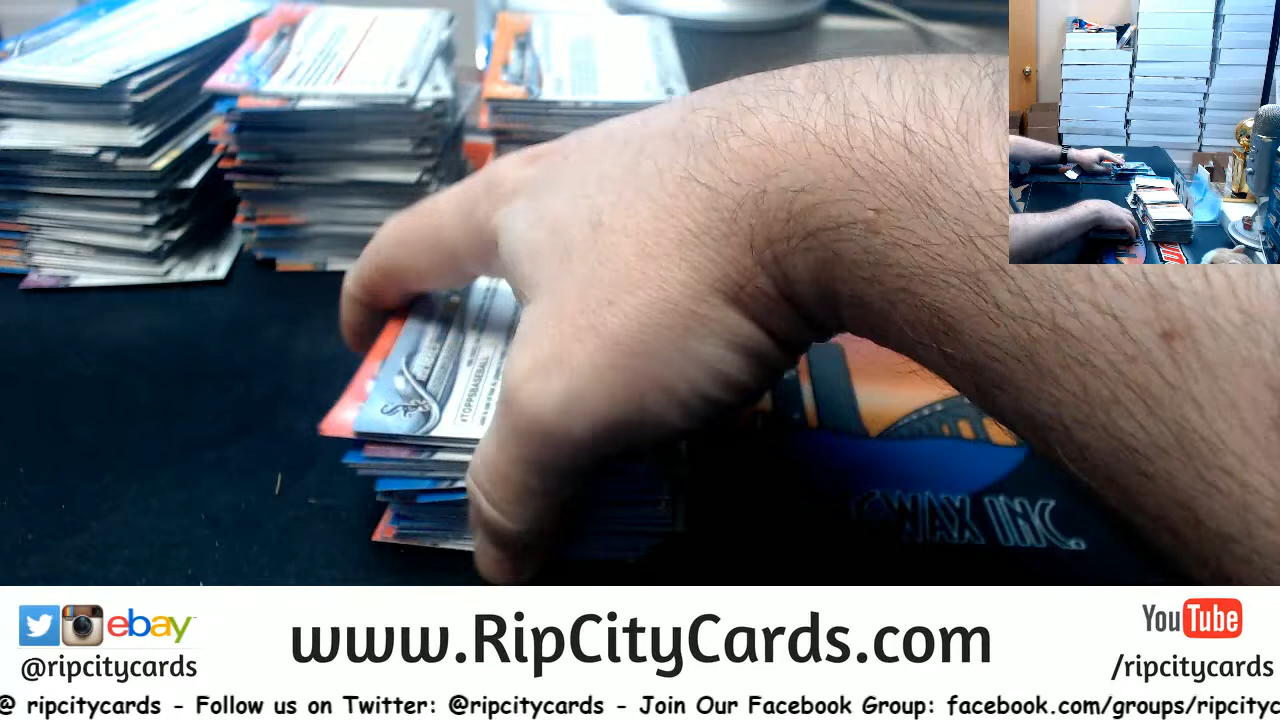 #TOPPSBASEBALL
WAX INC.
ebay
@ripcitycards
www.RipCityCards.com
YouTube
/ripcitycards
@ ripcitycards - Follow us on Twitter: @ripcitycards - Join Our Facebook Group: facebook.com/groups/ripcityc